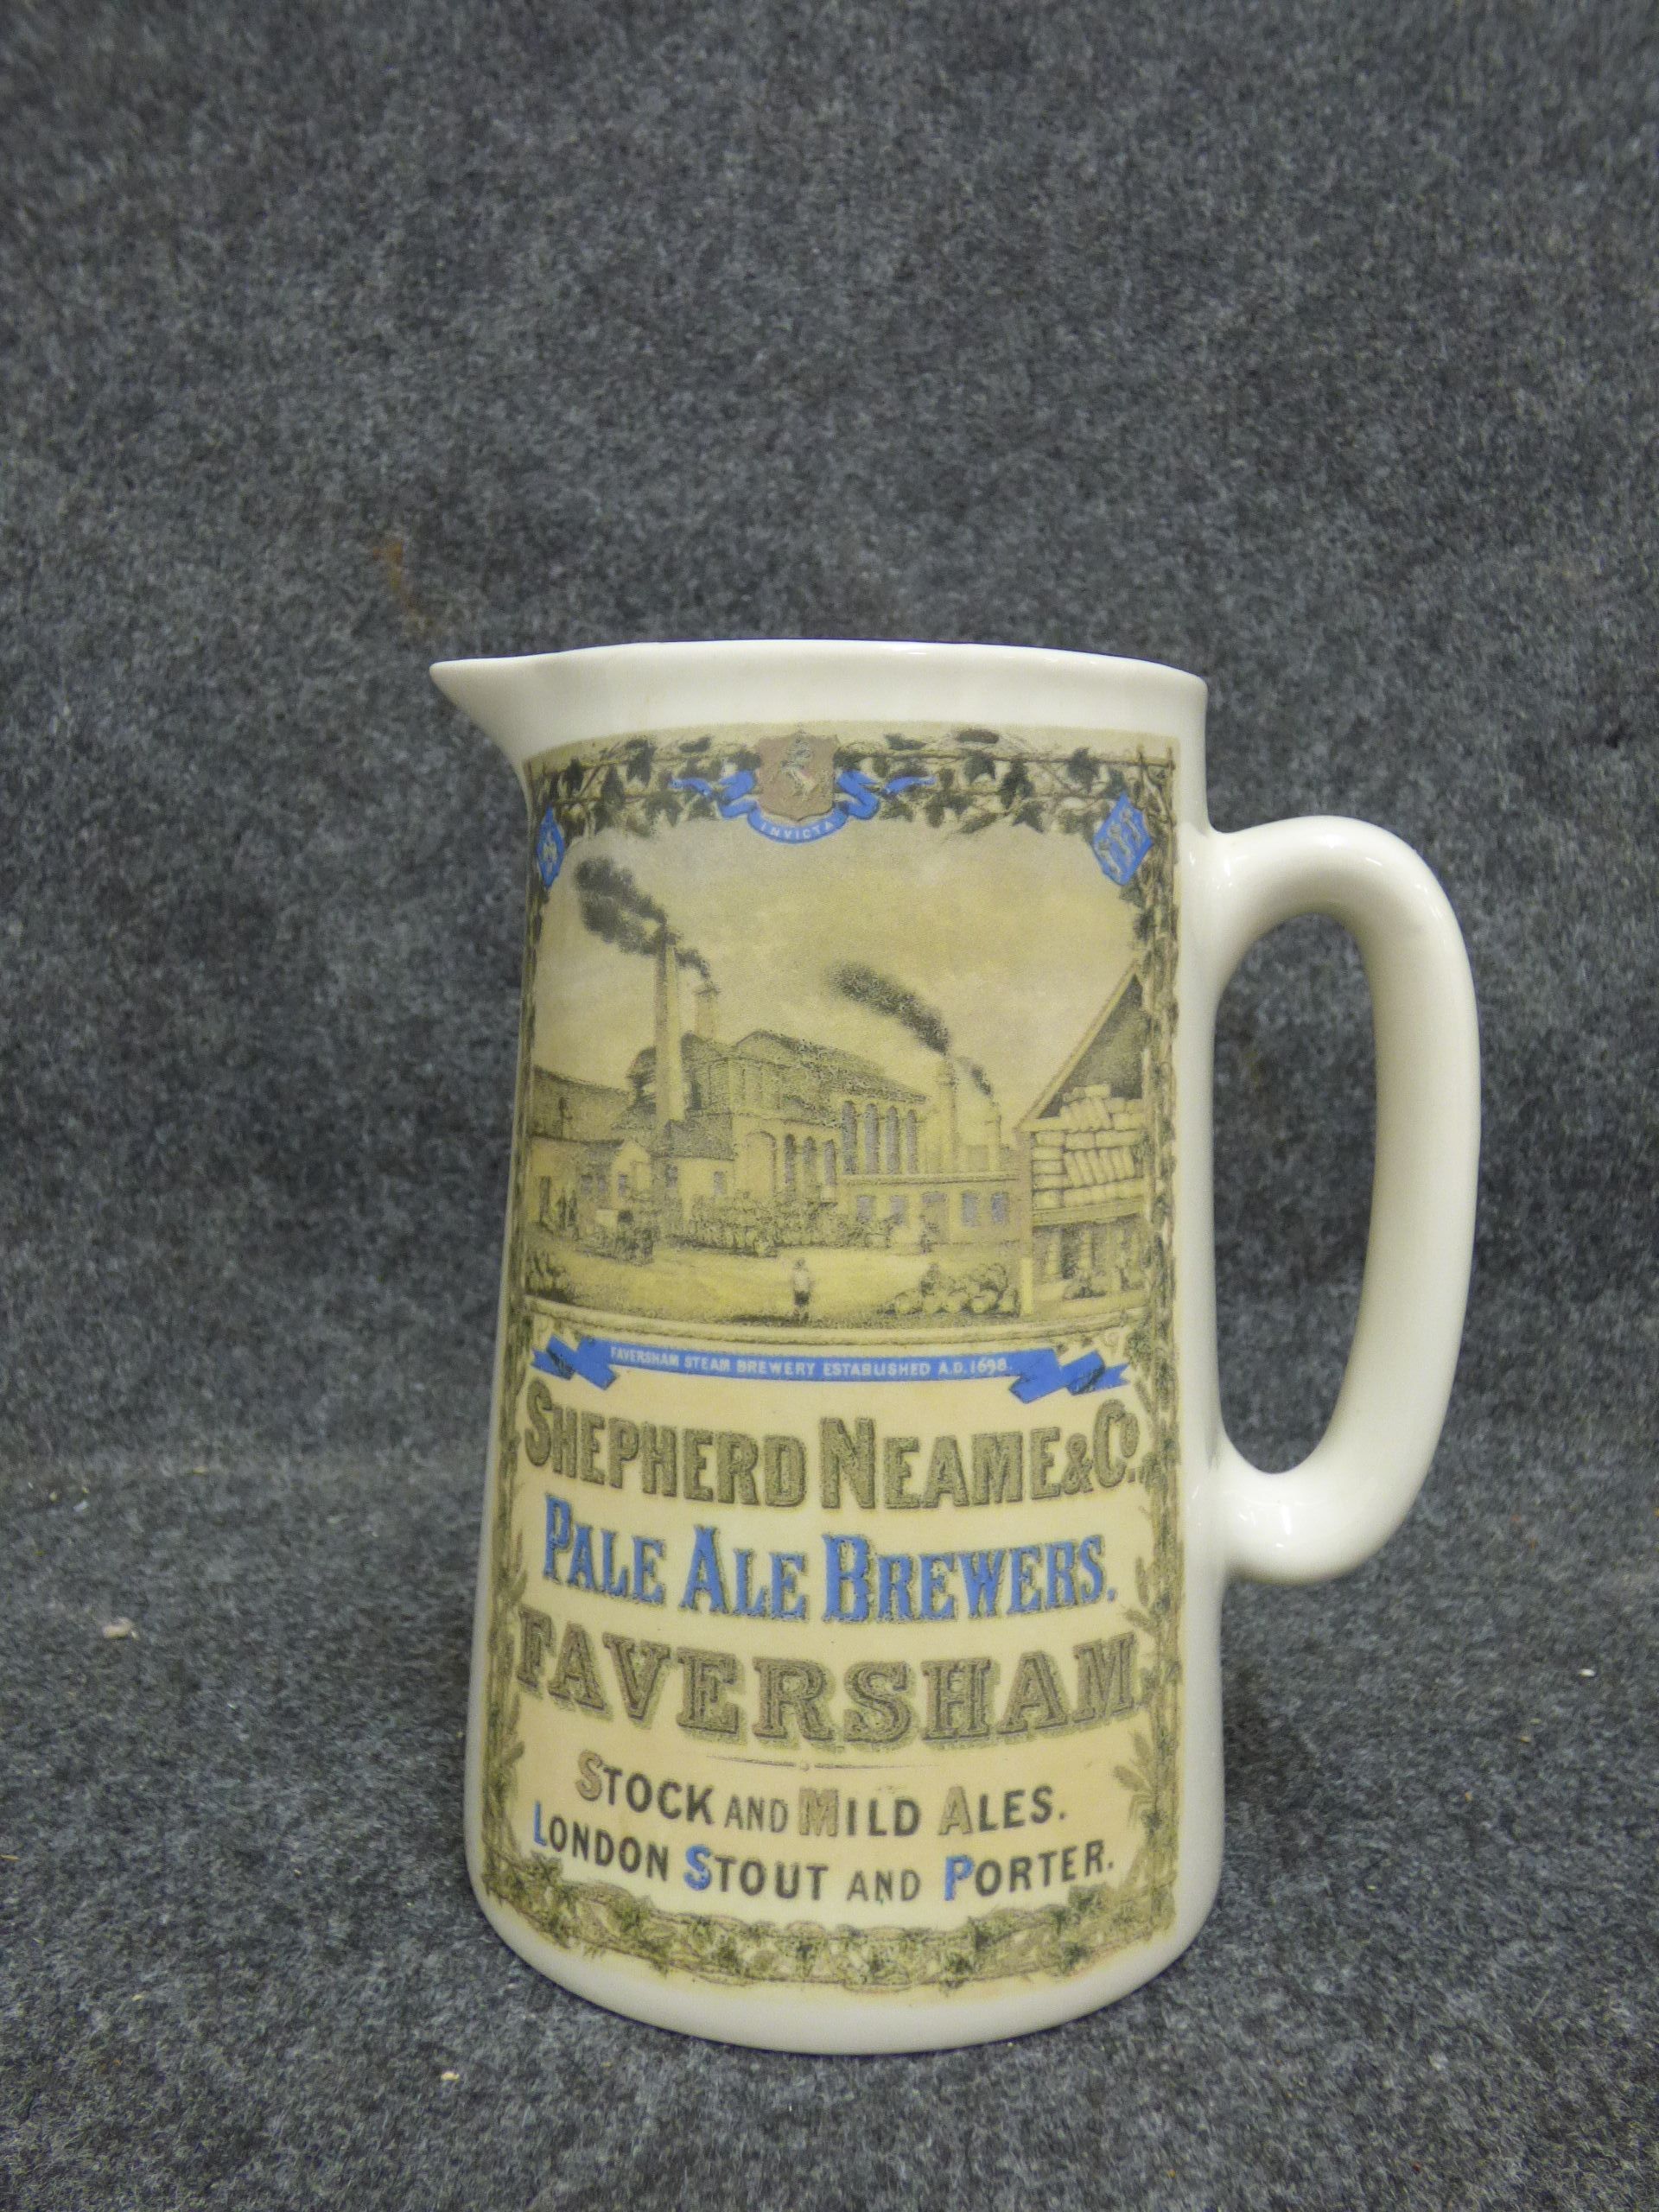 INVICTA
FAVERSHAM STEAM BREWERY ESTABLISHED A.D. 1698.
SHEPHERD NEAME & Co.
PALE ALE BREWERS.
FAVERSHAM
STOCK AND MILD ALES.
LONDON STOUT AND PORTER.